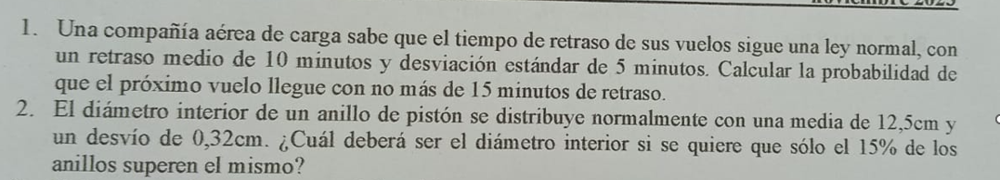 1. Una compañía aérea de carga sabe que el tiempo de retraso de sus vuelos sigue una ley normal, con
un retraso medio de 10 minutos y desviación estándar de 5 minutos. Calcular la probabilidad de
que el próximo vuelo llegue con no más de 15 minutos de retraso.
2. El diámetro interior de un anillo de pistón se distribuye normalmente con una media de 12,5cm y
un desvío de 0,32cm. ¿Cuál deberá ser el diámetro interior si se quiere que sólo el 15% de los
anillos superen el mismo?